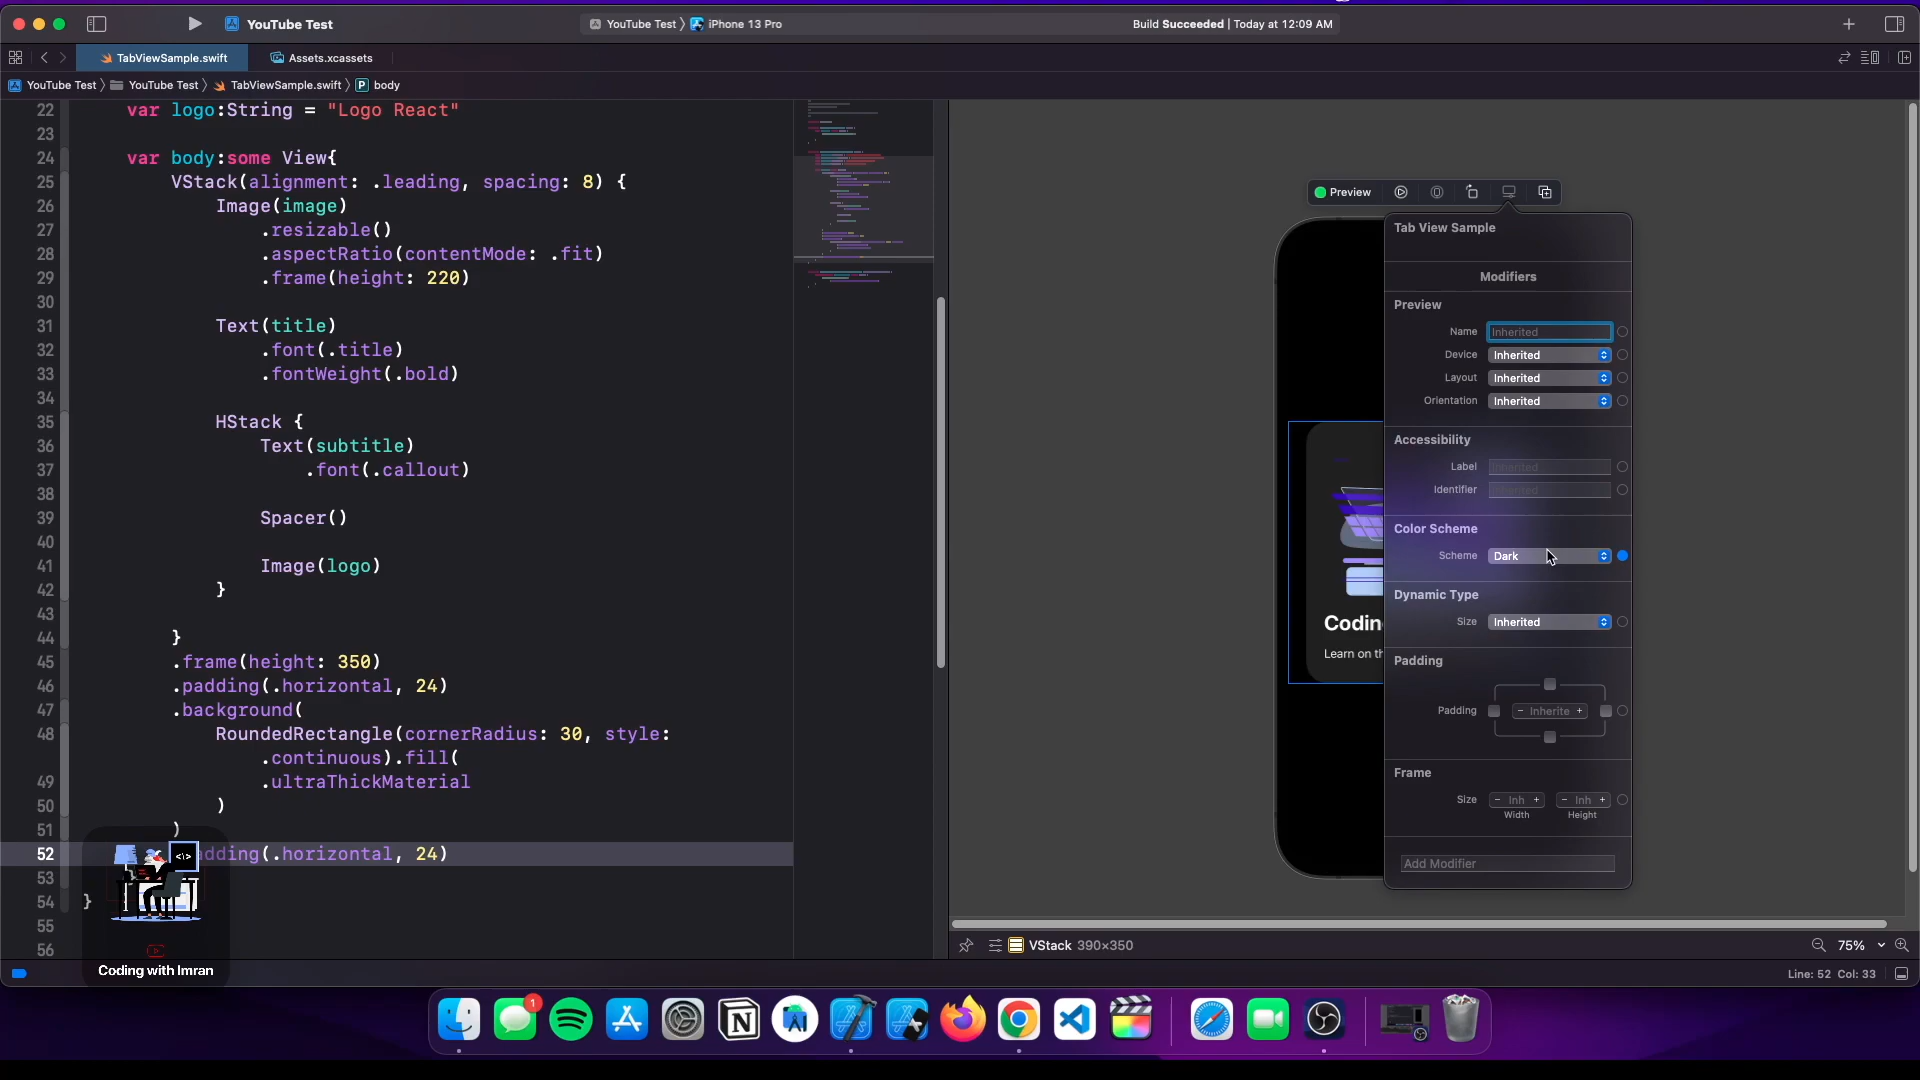 YouTube Test
YouTube Test 〉 iPhone 13 Pro
Build Succeeded | Today at 12:09 AM
TabViewSample.swift
Assets.xcassets
YouTube Test 〉 YouTube Test 〉 TabViewSample.swift 〉 P body
22 var logo:String = "Logo React"
23
24 var body:some View{
25 VStack(alignment: .leading, spacing: 8) {
26 Image(image)
27 .resizable()
28 .aspectRatio(contentMode: .fit)
29 .frame(height: 220)
30
31 Text(title)
32 .font(.title)
33 .fontWeight(.bold)
34
35 HStack {
36 Text(subtitle)
37 .font(.callout)
38
39 Spacer()
40
41 Image(logo)
42 }
43
44 }
45 .frame(height: 350)
46 .padding(.horizontal, 24)
47 .background(
48 RoundedRectangle(cornerRadius: 30, style:
.continuous).fill(
49 .ultraThickMaterial
50 )
51 )
52 adding(.horizontal, 24)
53
54 }
55
56
<\>
Coding with Imran
Preview
Tab View Sample
Modifiers
Preview
Name Inherited
Device Inherited
Layout Inherited
Orientation Inherited
Accessibility
Label Inherited
Identifier Inherited
Color Scheme
Scheme Dark
Dynamic Type
Size Inherited
Padding
Padding − Inherite +
Frame
Size − Inh + − Inh +
Width Height
Add Modifier
Codin
Learn on th
VStack 390×350
75%
Line: 52 Col: 33
1